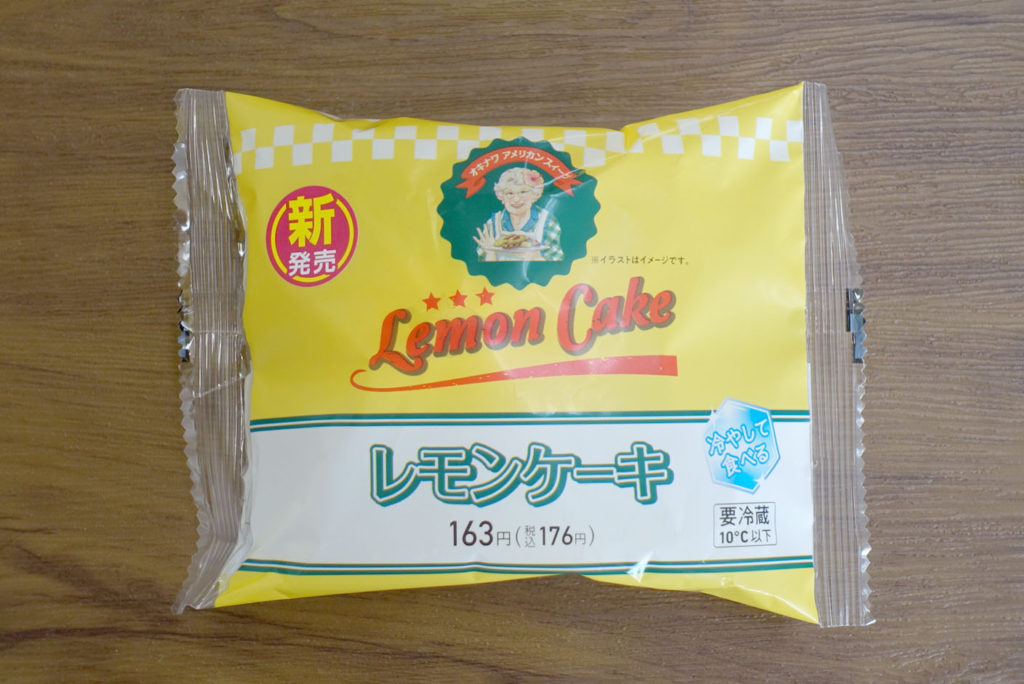 オキナワ アメリカン スイーツ
新
発売
※イラストはイメージです。
Lemon Cake
冷やして
食べる
レモンケーキ
163円(税込176円)
要冷蔵
10°C以下